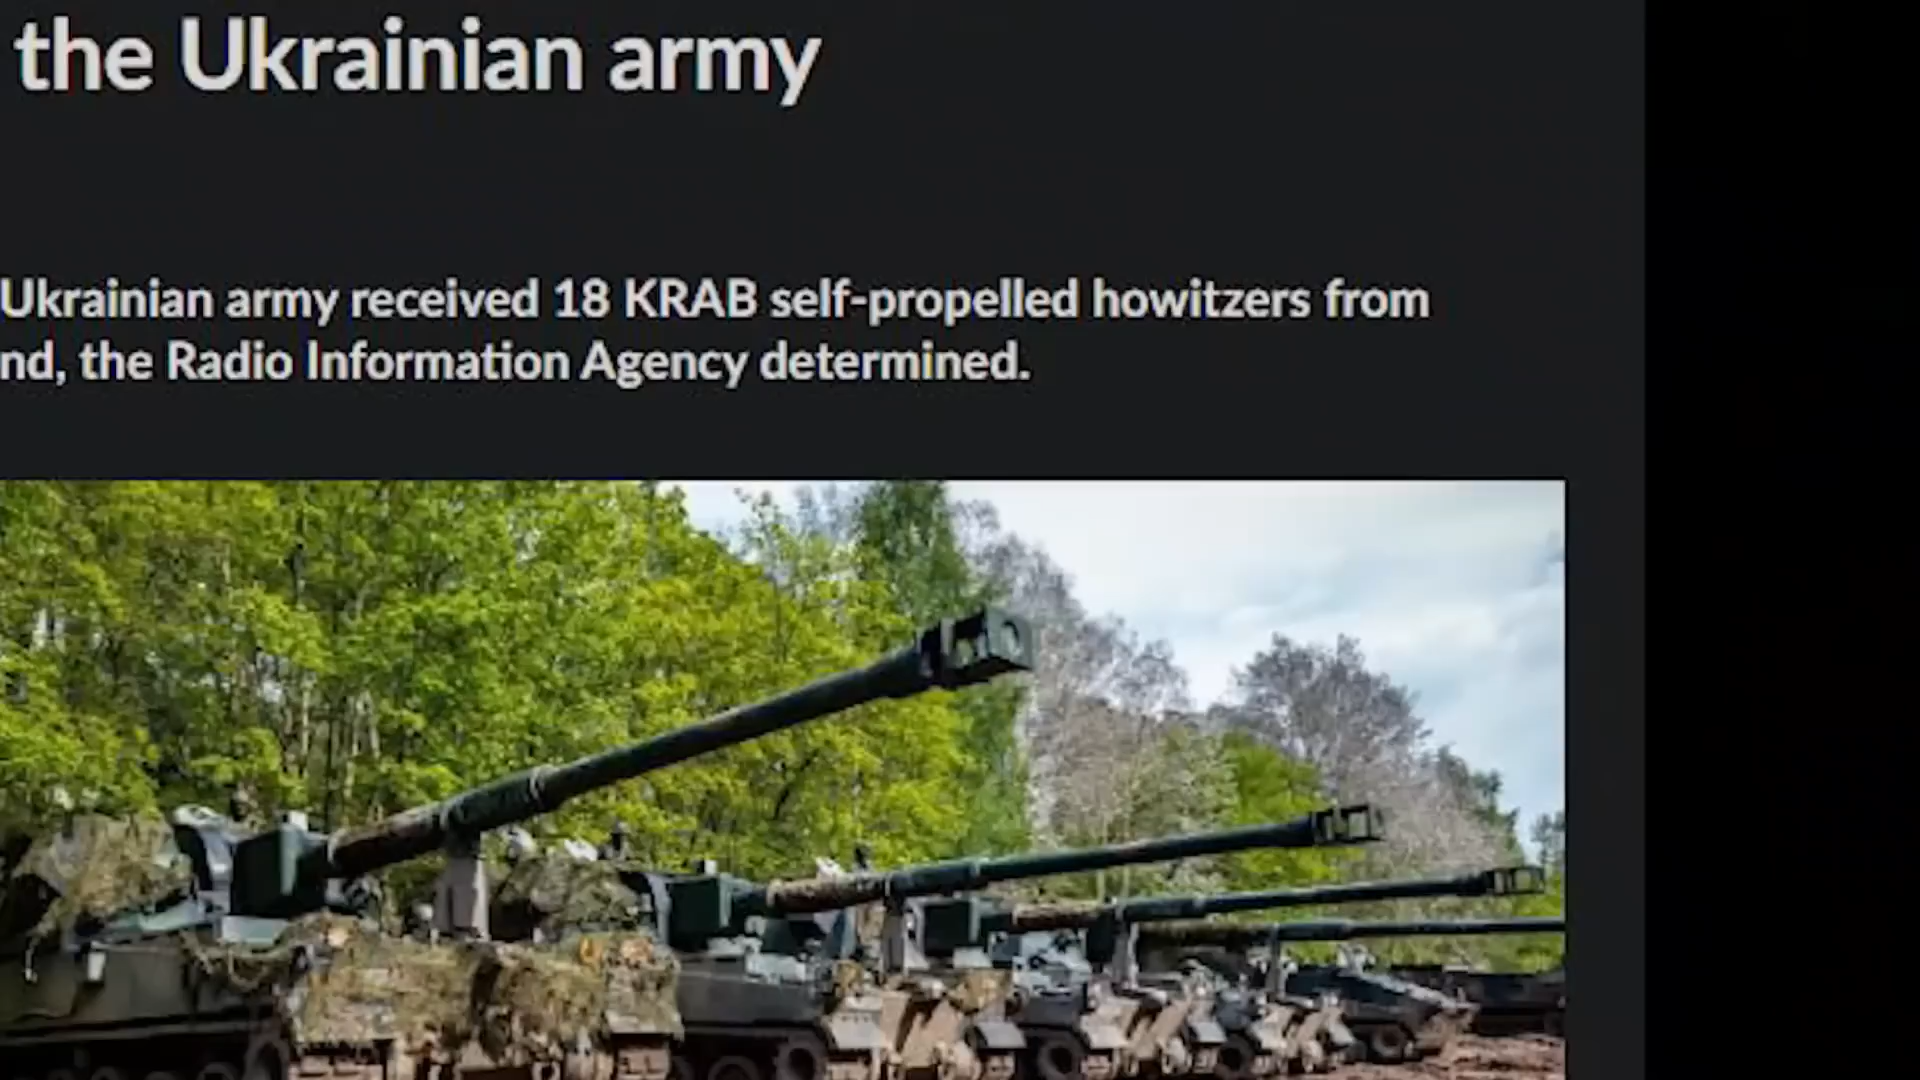 the Ukrainian army
Ukrainian army received 18 KRAB self-propelled howitzers from
nd, the Radio Information Agency determined.